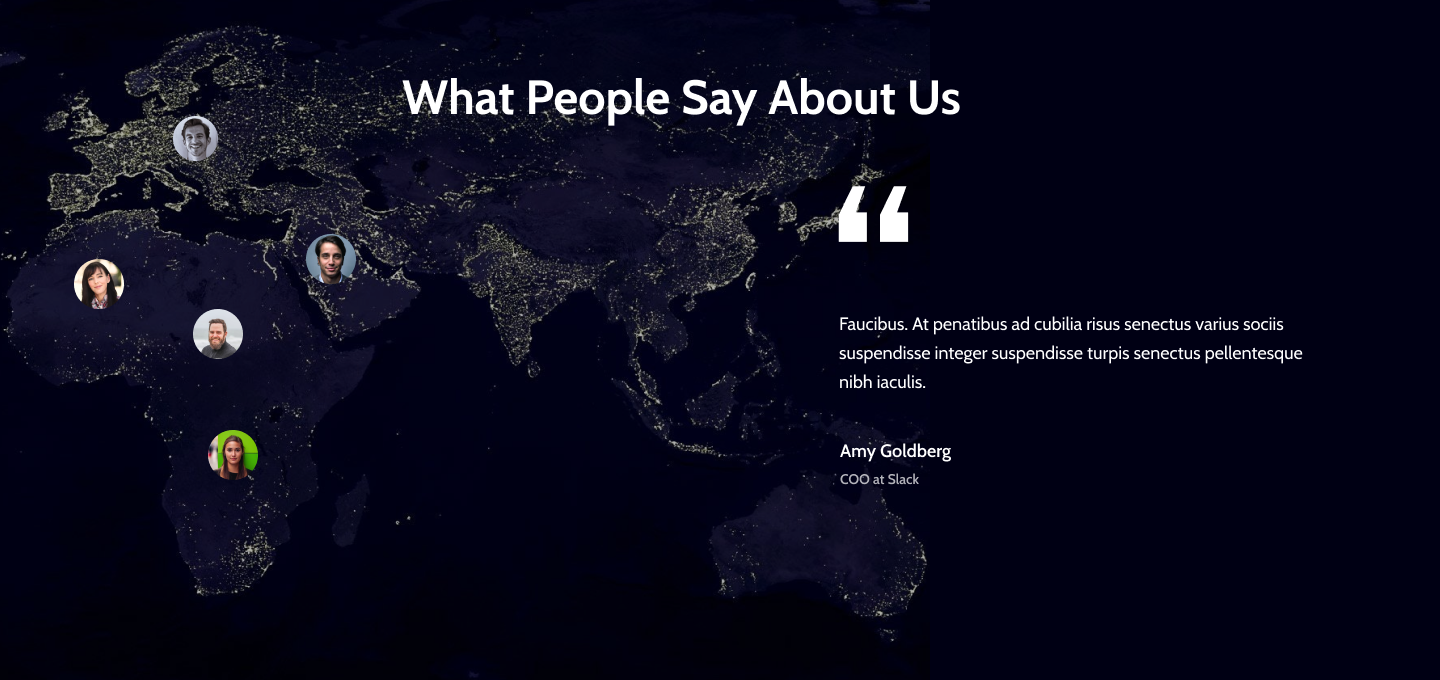 What People Say About Us
“
Faucibus. At penatibus ad cubilia risus senectus varius sociis
suspendisse integer suspendisse turpis senectus pellentesque
nibh iaculis.
Amy Goldberg
COO at Slack